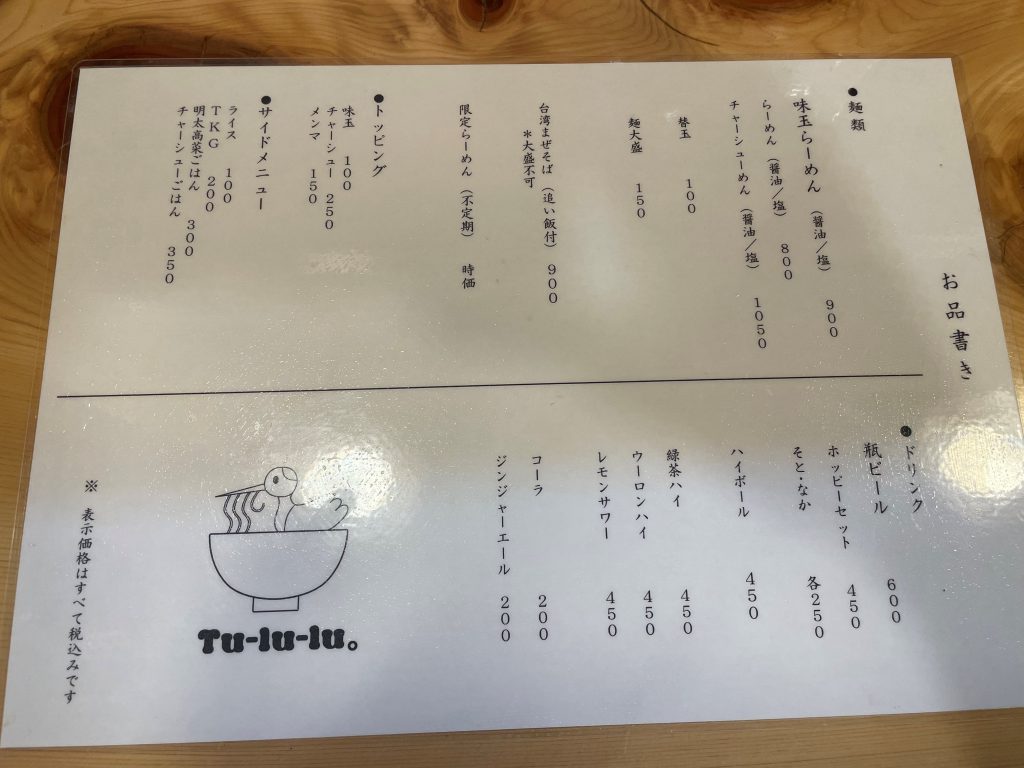 お品書き
●麺類
味玉らーめん（醤油／塩） 900
らーめん（醤油／塩） 800
チャーシューめん（醤油／塩） 1050
替玉 100
麺大盛 150
台湾まぜそば（追い飯付） 900
＊大盛不可
限定らーめん（不定期） 時価
●トッピング
味玉 100
チャーシュー 250
メンマ 150
●サイドメニュー
ライス 100
TKG 200
明太高菜ごはん 300
チャーシューごはん 350
●ドリンク
瓶ビール 600
ホッピーセット 450
そと・なか 各250
ハイボール 450
緑茶ハイ 450
ウーロンハイ 450
レモンサワー 450
コーラ 200
ジンジャーエール 200
Tu-lu-lu。
※ 表示価格はすべて税込みです